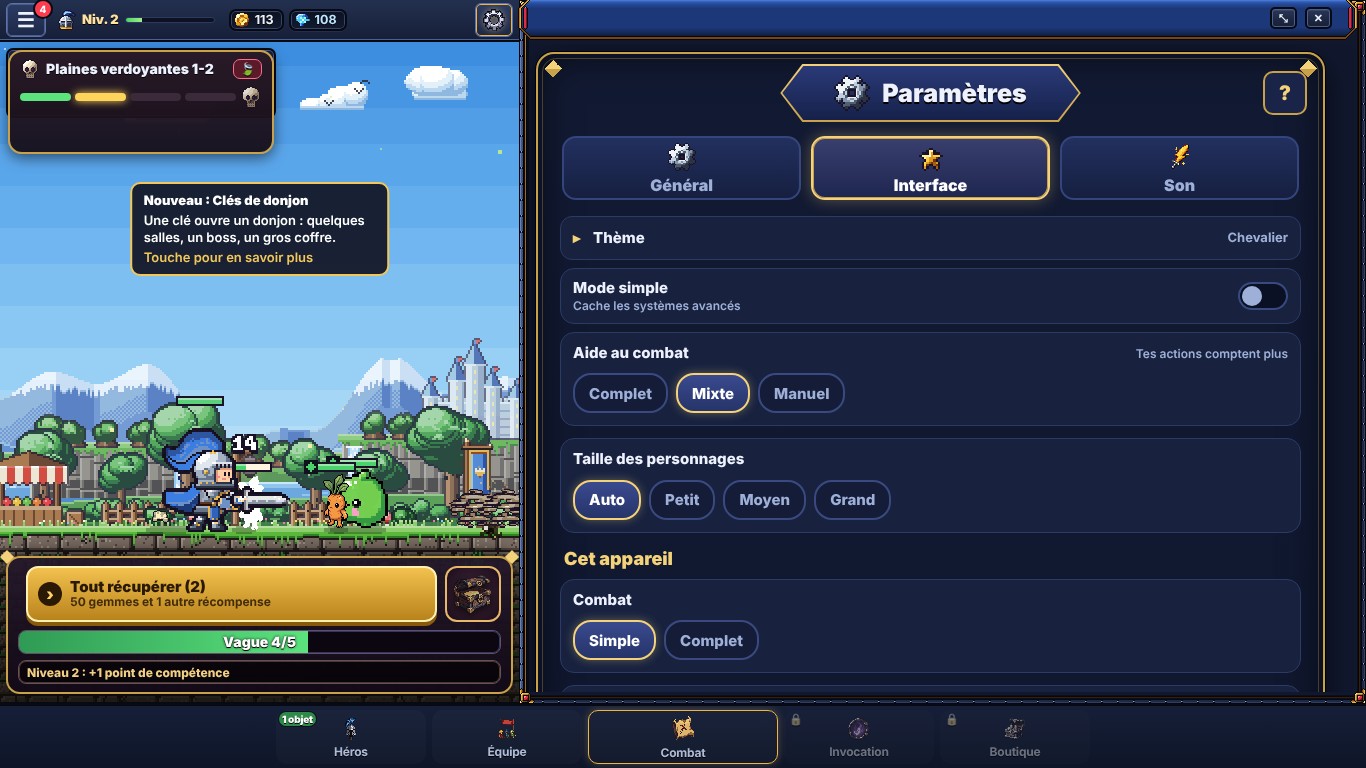 4
Niv. 2
113
108
Plaines verdoyantes 1-2
Nouveau : Clés de donjon
Une clé ouvre un donjon : quelques
salles, un boss, un gros coffre.
Touche pour en savoir plus
14
Tout récupérer (2)
50 gemmes et 1 autre récompense
Vague 4/5
Niveau 2 : +1 point de compétence
Paramètres
?
Général
Interface
Son
Thème
Chevalier
Mode simple
Cache les systèmes avancés
Aide au combat
Tes actions comptent plus
Complet
Mixte
Manuel
Taille des personnages
Auto
Petit
Moyen
Grand
Cet appareil
Combat
Simple
Complet
1 objet
Héros
Équipe
Combat
Invocation
Boutique